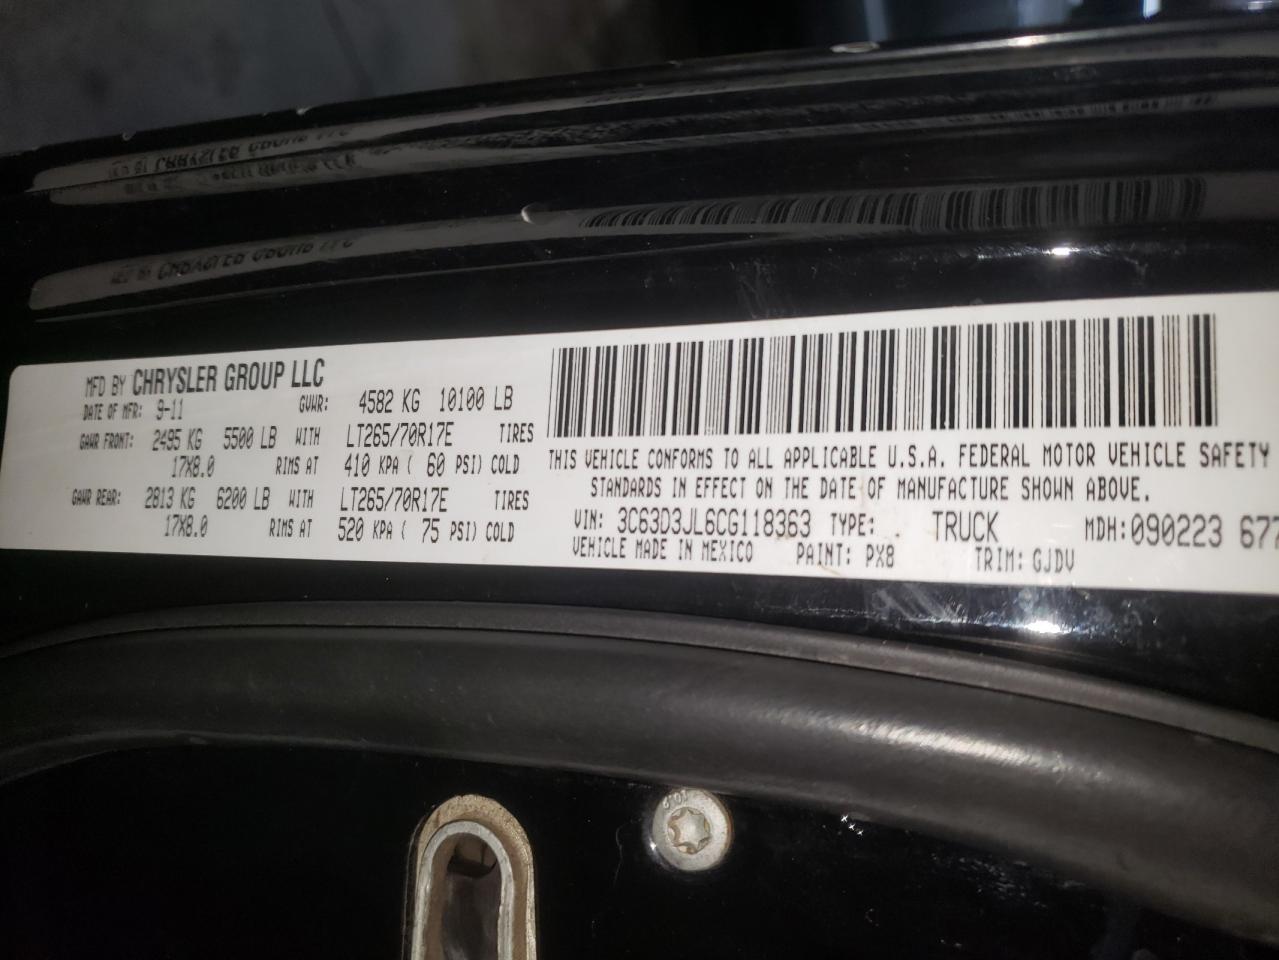 MFD BY CHRYSLER GROUP LLC
DATE OF MFR: 9-11 GVWR: 4582 KG 10100 LB
GAWR FRONT: 2495 KG 5500 LB WITH LT265/70R17E TIRES
17X8.0 RIMS AT 410 KPA ( 60 PSI) COLD
GAWR REAR: 2813 KG 6200 LB WITH LT265/70R17E TIRES
17X8.0 RIMS AT 520 KPA ( 75 PSI) COLD
THIS VEHICLE CONFORMS TO ALL APPLICABLE U.S.A. FEDERAL MOTOR VEHICLE SAFETY
STANDARDS IN EFFECT ON THE DATE OF MANUFACTURE SHOWN ABOVE.
VIN: 3C63D3JL6CG118363 TYPE: TRUCK MDH: 090223 677
VEHICLE MADE IN MEXICO PAINT: PX8 TRIM: GJDV